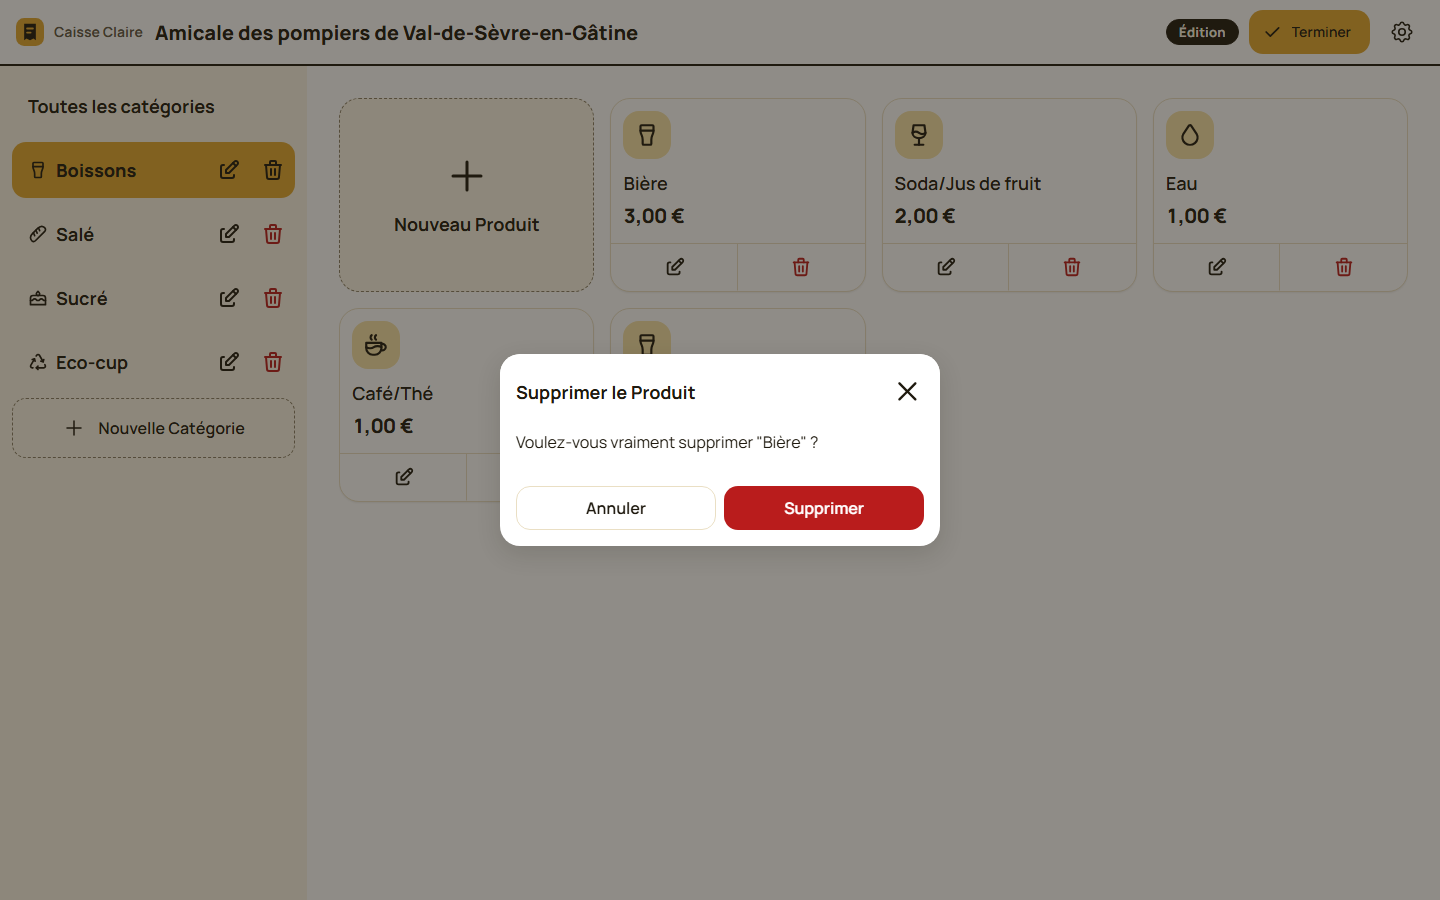 Caisse Claire
Amicale des pompiers de Val-de-Sèvre-en-Gâtine
Édition
Terminer
Toutes les catégories
Boissons
Salé
Sucré
Eco-cup
Nouvelle Catégorie
Nouveau Produit
Bière
3,00 €
Soda/Jus de fruit
2,00 €
Eau
1,00 €
Café/Thé
1,00 €
Supprimer le Produit
Voulez-vous vraiment supprimer "Bière" ?
Annuler
Supprimer